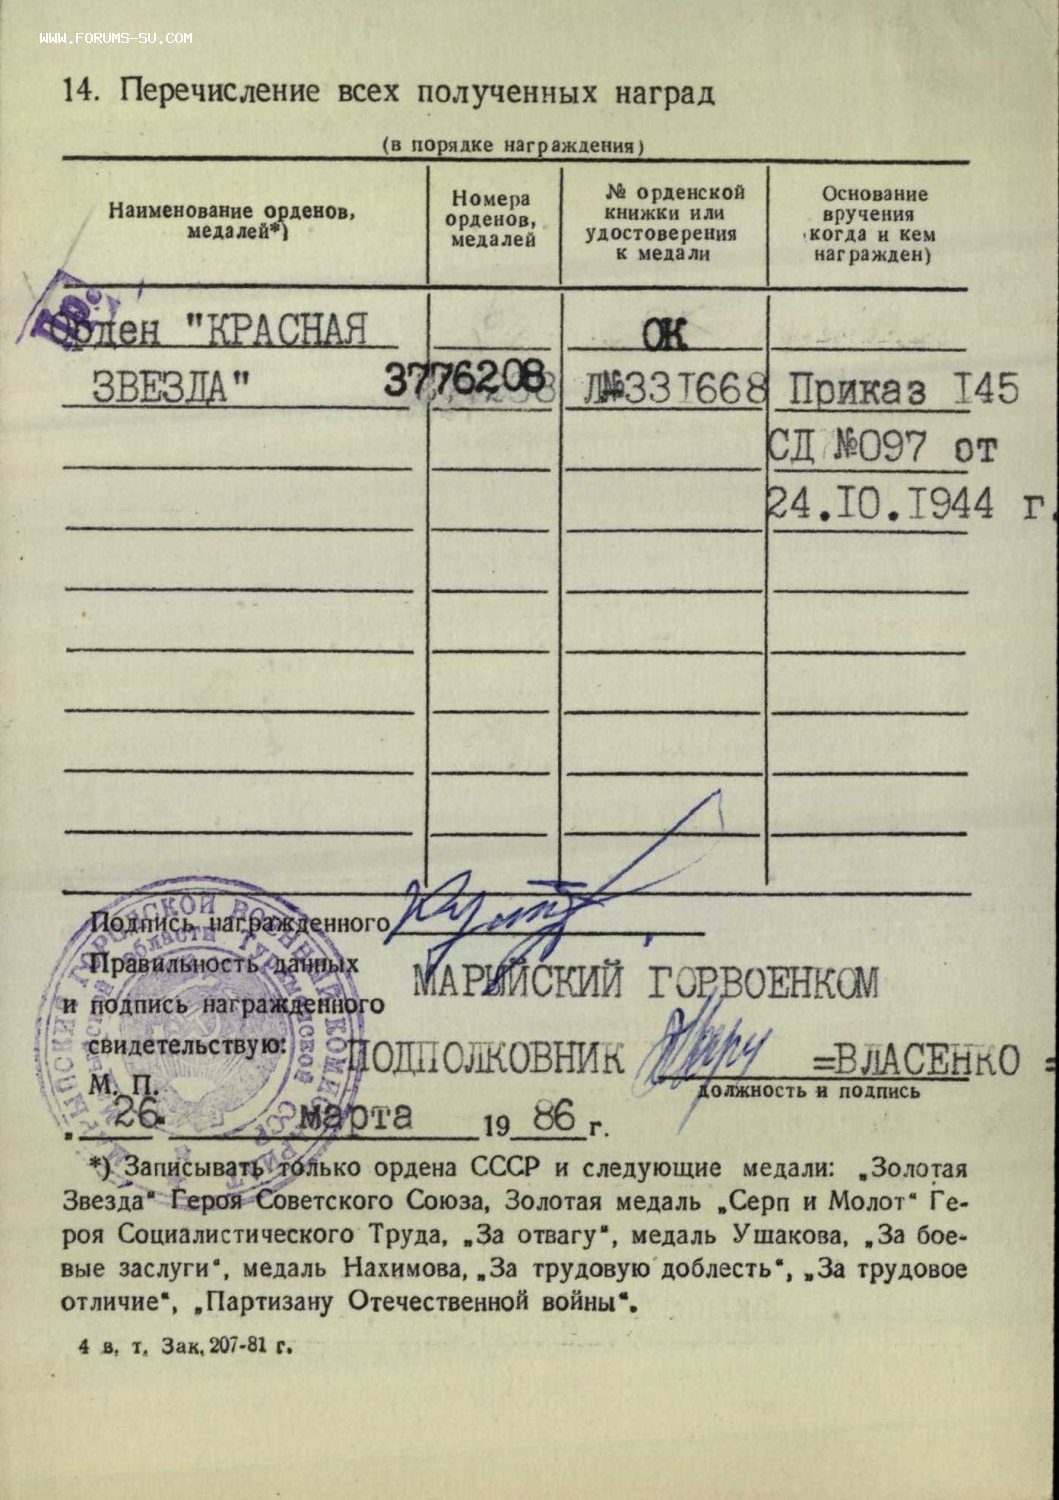 WWW.FORUMS-SU.COM
14. Перечисление всех полученных наград
(в порядке награждения)
Наименование орденов,
медалей*)
Номера
орденов,
медалей
№ орденской
книжки или
удостоверения
к медали
Основание
вручения
когда и кем
награжден)
Орден "КРАСНАЯ
ОК
ЗВЕЗДА" 3776208 Л№331668 Приказ I45
СД №097 от
24.IO.I944 г.
Подпись награжденного
Правильность данных
МАРЫЙСКИЙ ГОРВОЕНКОМ
и подпись награжденного
свидетельствую:
ПОДПОЛКОВНИК =ВЛАСЕНКО =
должность и подпись
М. П.
26 марта 19 86 г.
*) Записывать только ордена СССР и следующие медали: „Золотая
Звезда“ Героя Советского Союза, Золотая медаль „Серп и Молот“ Ге-
роя Социалистического Труда, „За отвагу“, медаль Ушакова, „За бое-
вые заслуги“, медаль Нахимова, „За трудовую доблесть“, „За трудовое
отличие“, „Партизану Отечественной войны“.
4 в. т. Зак. 207-81 г.